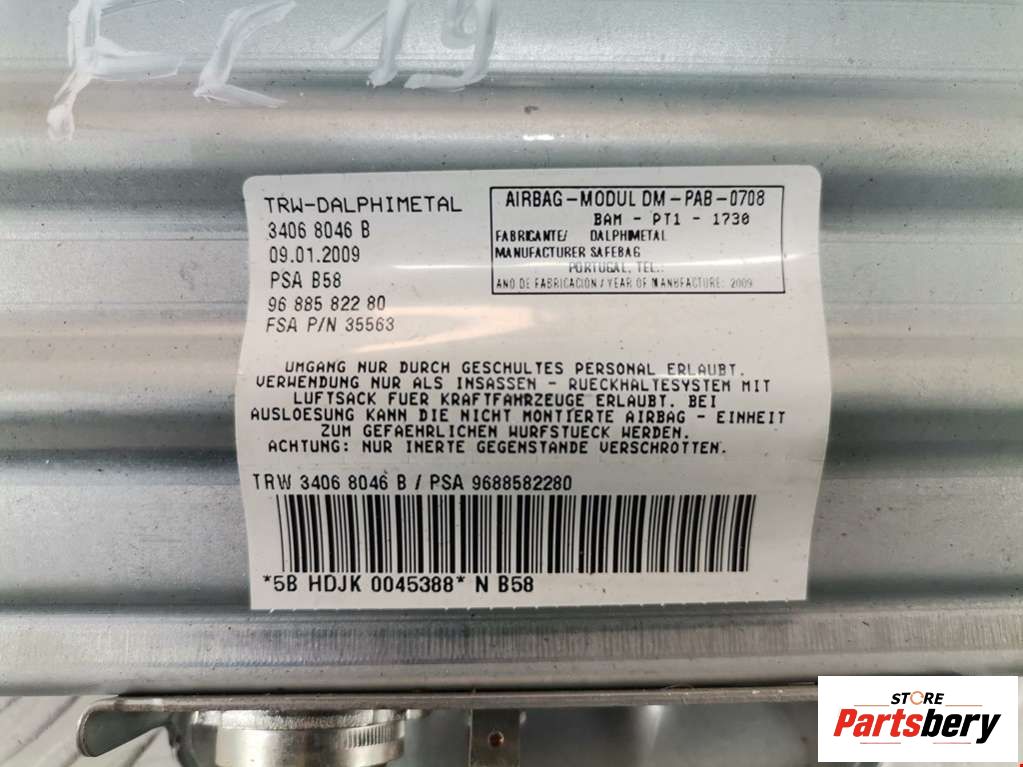 19
TRW-DALPHIMETAL
3406 8046 B
09.01.2009
PSA B58
96 885 822 80
FSA P/N 35563
AIRBAG-MODUL DM-PAB-0708
BAM - PT1 - 1730
FABRICANTE/ DALPHIMETAL
MANUFACTURER SAFEBAG
PORTUGAL, TEL.:
ANO DE FABRICACION / YEAR OF MANBFACTURE: 2009
UMGANG NUR DURCH GESCHULTES PERSONAL ERLAUBT.
VERWENDUNG NUR ALS INSASSEN - RUECKHALTESYSTEM MIT
LUFTSACK FUER KRAFTFAHRZEUGE ERLAUBT. BEI
AUSLOESUNG KANN DIE NICHT MONTIERTE AIRBAG - EINHEIT
ZUM GEFAEHRLICHEN WURFSTUECK WERDEN.
ACHTUNG: NUR INERTE GEGENSTANDE VERSCHROTTEN.
TRW 3406 8046 B / PSA 9688582280
*5B HDJK 0045388* N B58
STORE
Partsbery